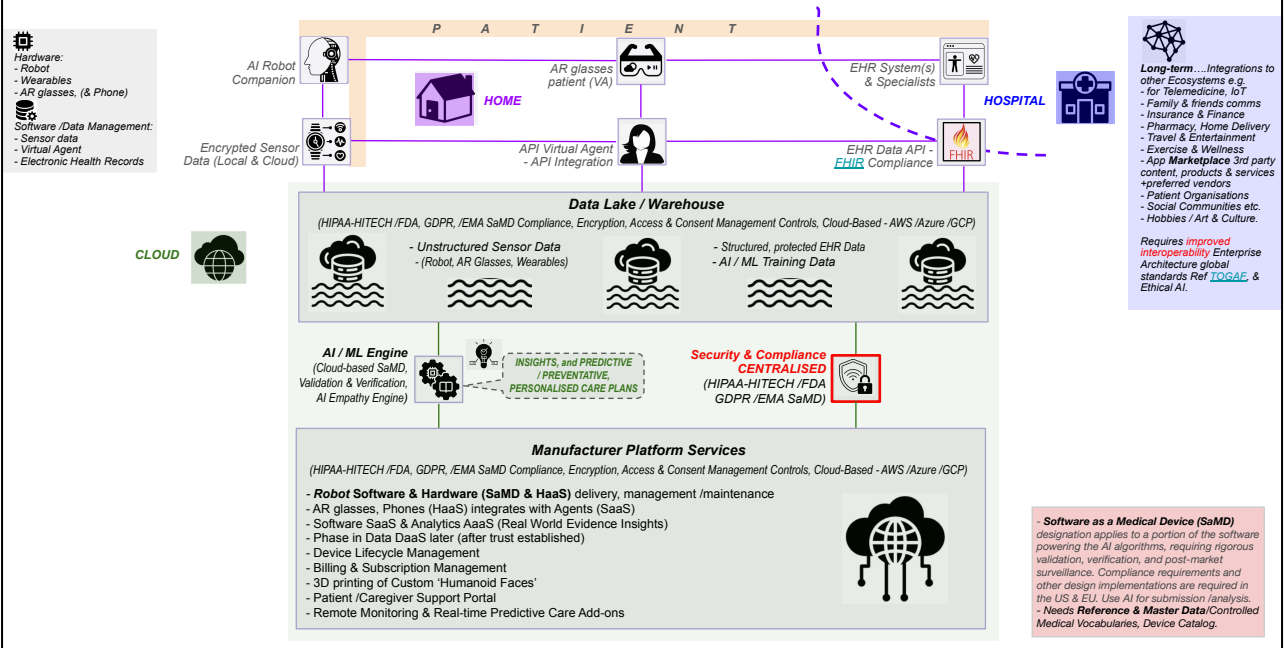 P A T I E N T
Hardware:
- Robot
- Wearables
- AR glasses, (& Phone)
Software /Data Management:
- Sensor data
- Virtual Agent
- Electronic Health Records
AI Robot
Companion
HOME
AR glasses
patient (VA)
EHR System(s)
& Specialists
HOSPITAL
Encrypted Sensor
Data (Local & Cloud)
API Virtual Agent
- API Integration
EHR Data API -
FHIR Compliance
FHIR
Long-term….Integrations to
other Ecosystems e.g.
- for Telemedicine, IoT
- Family & friends comms
- Insurance & Finance
- Pharmacy, Home Delivery
- Travel & Entertainment
- Exercise & Wellness
- App Marketplace 3rd party
content, products & services
+preferred vendors
- Patient Organisations
- Social Communities etc.
- Hobbies / Art & Culture.
Requires improved
interoperability Enterprise
Architecture global
standards Ref TOGAF, &
Ethical AI.
CLOUD
Data Lake / Warehouse
(HIPAA-HITECH /FDA, GDPR, /EMA SaMD Compliance, Encryption, Access & Consent Management Controls, Cloud-Based - AWS /Azure /GCP)
- Unstructured Sensor Data
- (Robot, AR Glasses, Wearables)
- Structured, protected EHR Data
- AI / ML Training Data
AI / ML Engine
(Cloud-based SaMD,
Validation & Verification,
AI Empathy Engine)
INSIGHTS, and PREDICTIVE
/ PREVENTATIVE,
PERSONALISED CARE PLANS
Security & Compliance
CENTRALISED
(HIPAA-HITECH /FDA
GDPR /EMA SaMD)
Manufacturer Platform Services
(HIPAA-HITECH /FDA, GDPR, /EMA SaMD Compliance, Encryption, Access & Consent Management Controls, Cloud-Based - AWS /Azure /GCP)
- Robot Software & Hardware (SaMD & HaaS) delivery, management /maintenance
- AR glasses, Phones (HaaS) integrates with Agents (SaaS)
- Software SaaS & Analytics AaaS (Real World Evidence Insights)
- Phase in Data DaaS later (after trust established)
- Device Lifecycle Management
- Billing & Subscription Management
- 3D printing of Custom ‘Humanoid Faces’
- Patient /Caregiver Support Portal
- Remote Monitoring & Real-time Predictive Care Add-ons
- Software as a Medical Device (SaMD)
designation applies to a portion of the software
powering the AI algorithms, requiring rigorous
validation, verification, and post-market
surveillance. Compliance requirements and
other design implementations are required in
the US & EU. Use AI for submission /analysis.
- Needs Reference & Master Data/Controlled
Medical Vocabularies, Device Catalog.